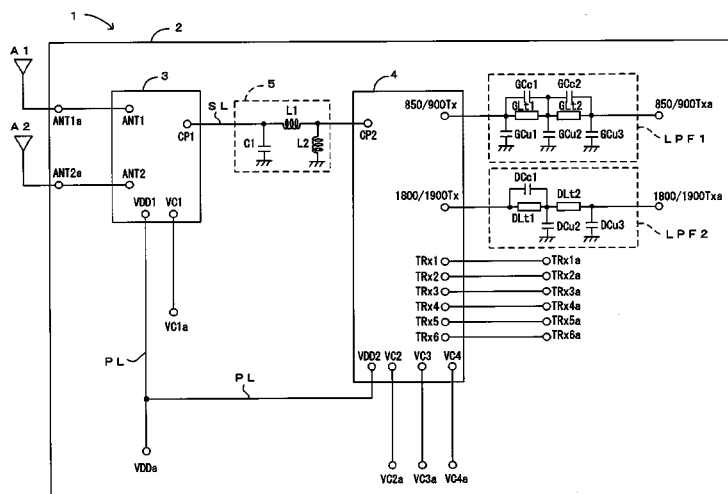 1
2
A1
3
5
4
GCc1 GCc2
850/900Tx GLt1 GLt2 850/900Txa
SL
L1
ANT1a ANT1 CP1 CP2
A2
C1 L2
GCu1 GCu2 GCu3
LPF1
ANT2a ANT2
DCc1
VDD1 VC1
1800/1900Tx DLt1 DLt2 1800/1900Txa
DCu2 DCu3
LPF2
TRx1 TRx1a
TRx2 TRx2a
TRx3 TRx3a
TRx4 TRx4a
TRx5 TRx5a
TRx6 TRx6a
VC1a
PL
PL
VDD2 VC2 VC3 VC4
VDDa
VC2a VC3a VC4a